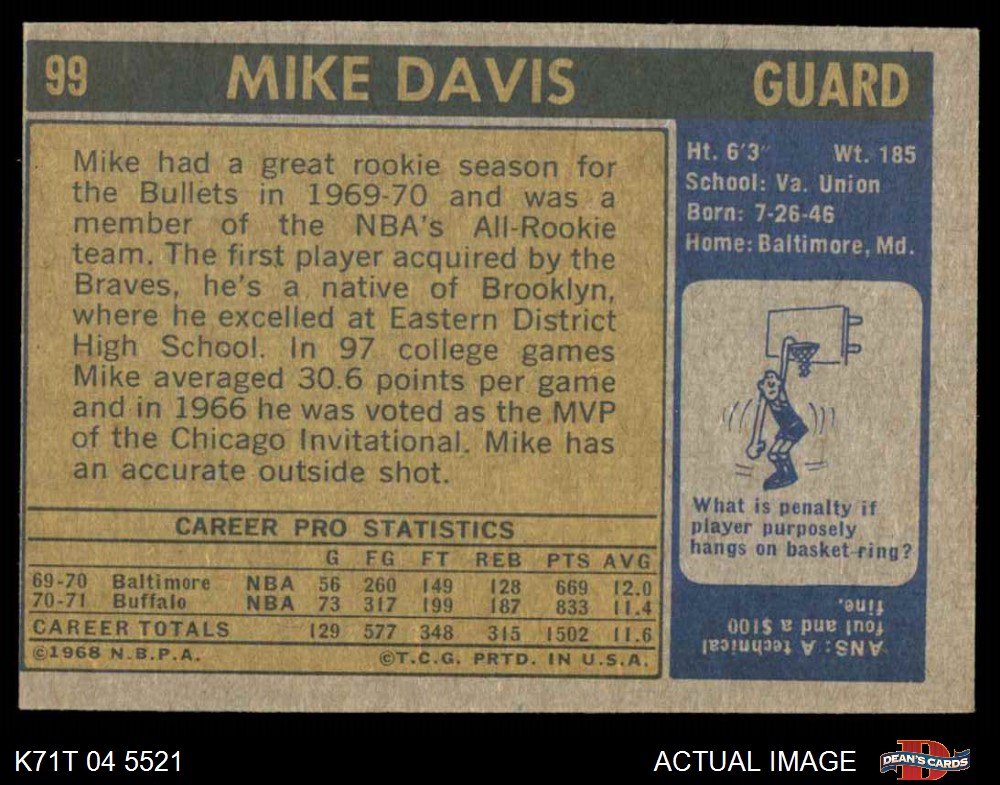 99 MIKE DAVIS GUARD
Mike had a great rookie season for
the Bullets in 1969-70 and was a
member of the NBA's All-Rookie
team. The first player acquired by the
Braves, he's a native of Brooklyn,
where he excelled at Eastern District
High School. In 97 college games
Mike averaged 30.6 points per game
and in 1966 he was voted as the MVP
of the Chicago Invitational. Mike has
an accurate outside shot.
CAREER PRO STATISTICS
G FG FT REB PTS AVG
69-70 Baltimore NBA 56 260 149 128 669 12.0
70-71 Buffalo NBA 73 317 199 187 833 11.4
CAREER TOTALS 129 577 348 315 1502 11.6
©1968 N.B.P.A. ©T.C.G. PRTD. IN U.S.A.
Ht. 6'3" Wt. 185
School: Va. Union
Born: 7-26-46
Home: Baltimore, Md.
What is penalty if
player purposely
hangs on basket-ring?
ANS: A technical
foul and a $100
fine.
K71T 04 5521
ACTUAL IMAGE
D
DEAN'S CARDS